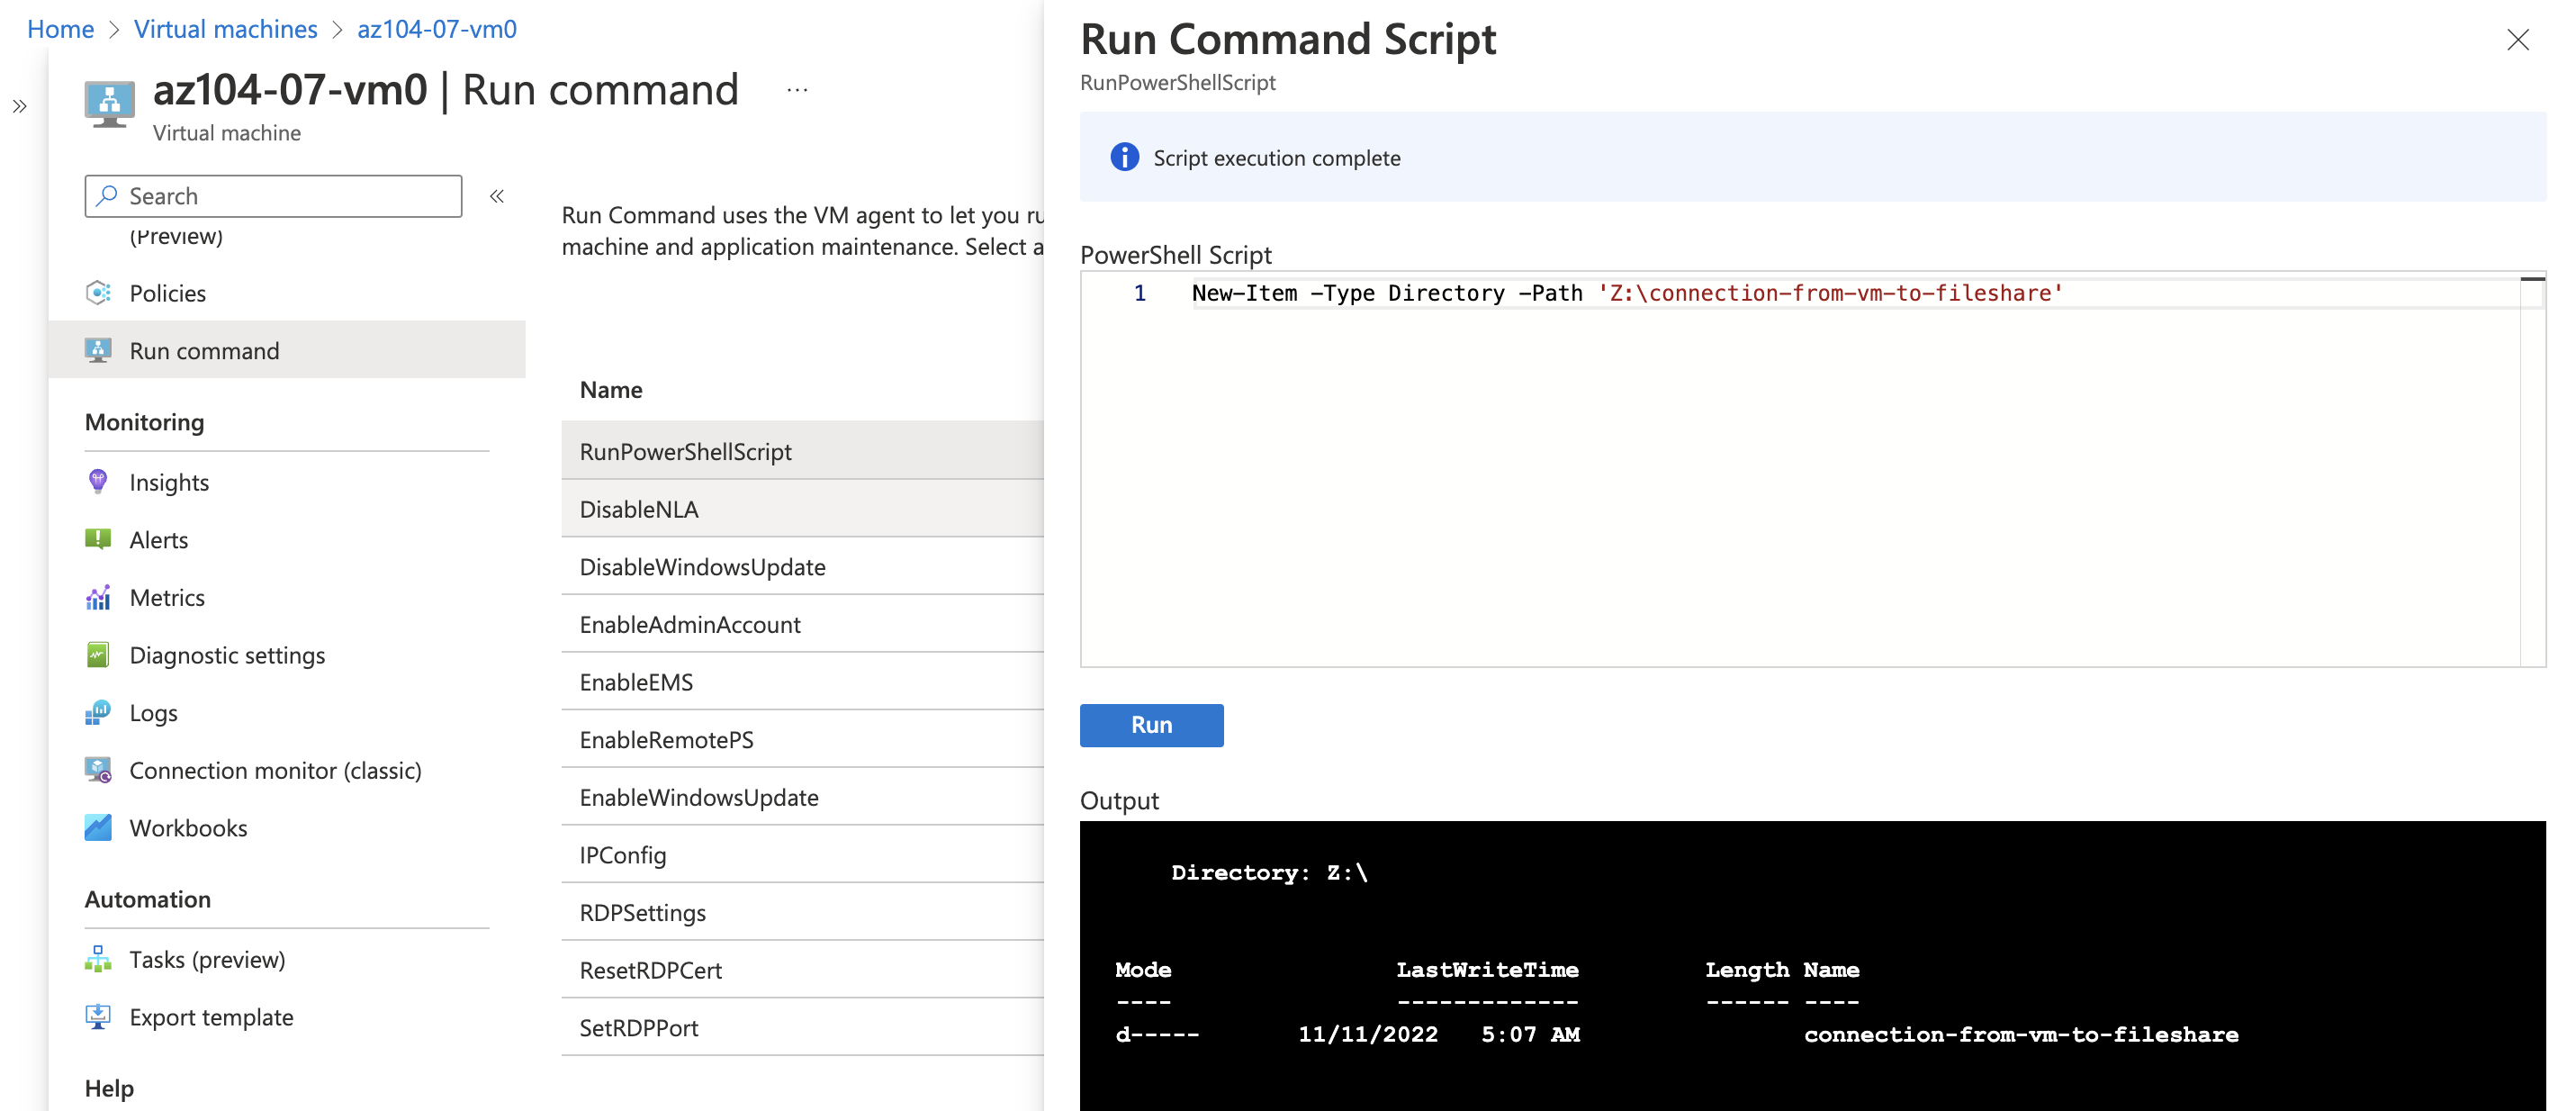 Home > Virtual machines > az104-07-vm0
az104-07-vm0 | Run command ...
Virtual machine
Search
(Preview)
Policies
Run command
Monitoring
Insights
Alerts
Metrics
Diagnostic settings
Logs
Connection monitor (classic)
Workbooks
Automation
Tasks (preview)
Export template
Help
Run Command uses the VM agent to let you ru
machine and application maintenance. Select a
Name
RunPowerShellScript
DisableNLA
DisableWindowsUpdate
EnableAdminAccount
EnableEMS
EnableRemotePS
EnableWindowsUpdate
IPConfig
RDPSettings
ResetRDPCert
SetRDPPort
Run Command Script
RunPowerShellScript
Script execution complete
PowerShell Script
1 New-Item -Type Directory -Path 'Z:\connection-from-vm-to-fileshare'
Run
Output
Directory: Z:\
Mode LastWriteTime Length Name
---- ------------- ------ ----
d----- 11/11/2022 5:07 AM connection-from-vm-to-fileshare